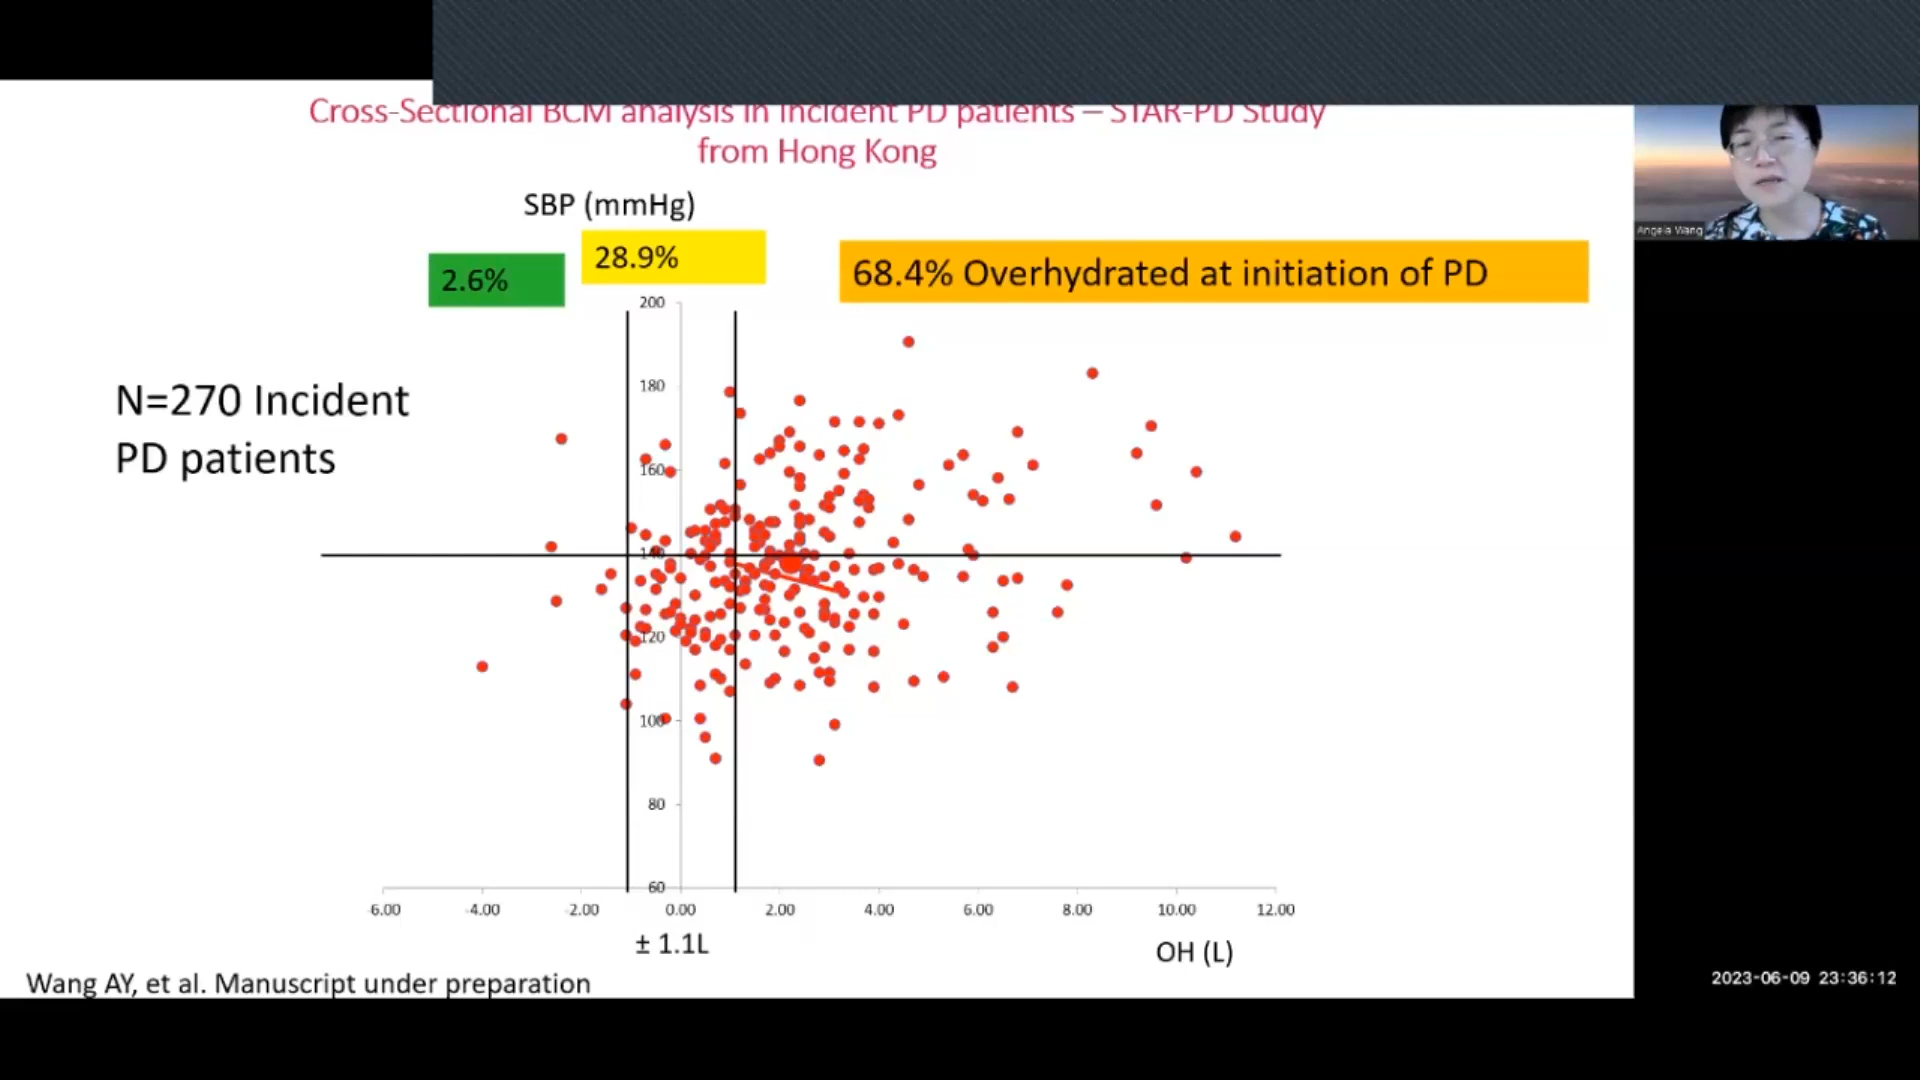 Cross-Sectional BCM analysis in Incident PD patients – STAR-PD Study
from Hong Kong
SBP (mmHg)
2.6%
28.9%
68.4% Overhydrated at initiation of PD
N=270 Incident
PD patients
200
180
160
140
120
100
80
60
-6.00 -4.00 -2.00 0.00 2.00 4.00 6.00 8.00 10.00 12.00
± 1.1L
OH (L)
Wang AY, et al. Manuscript under preparation
Angela Wang
2023-06-09 23:36:12